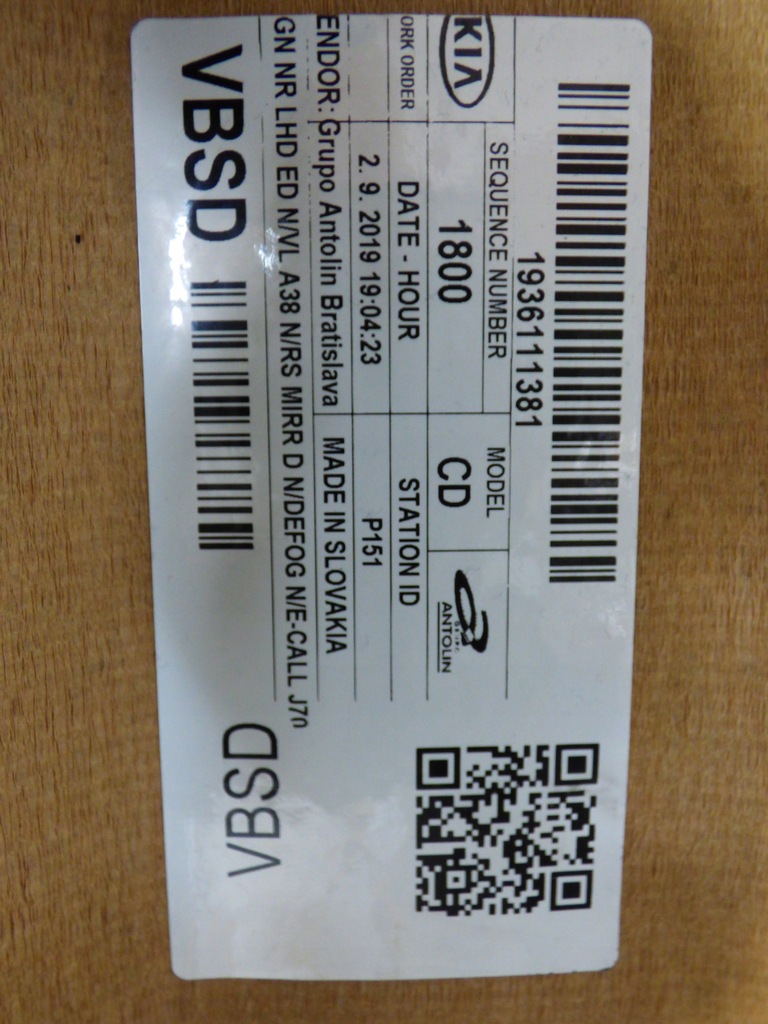 1936111381
KIA
SEQUENCE NUMBER
MODEL
1800
CD
ANTOLIN
ORK ORDER
DATE - HOUR
STATION ID
2. 9. 2019 19:04:23
P151
ENDOR: Grupo Antolin Bratislava
MADE IN SLOVAKIA
GN NR LHD ED N/VL A38 N/RS MIRR D N/DEFOG N/E-CALL J70
VBSD
VBSD